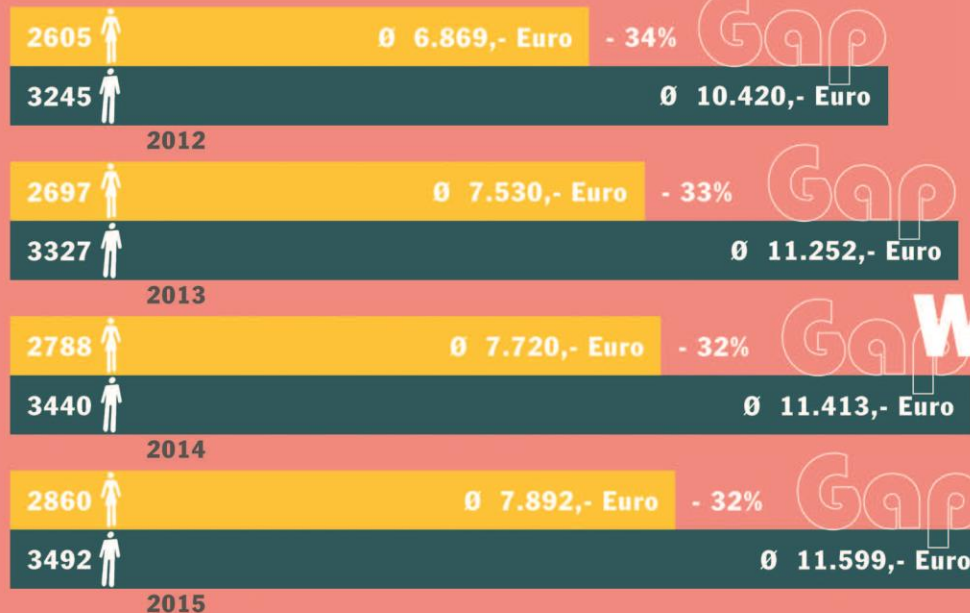 2605 Ø 6.869,- Euro - 34% Gap
3245 Ø 10.420,- Euro
2012
2697 Ø 7.530,- Euro - 33% Gap
3327 Ø 11.252,- Euro
2013
2788 Ø 7.720,- Euro - 32% Gap W
3440 Ø 11.413,- Euro
2014
2860 Ø 7.892,- Euro - 32% Gap
3492 Ø 11.599,- Euro
2015